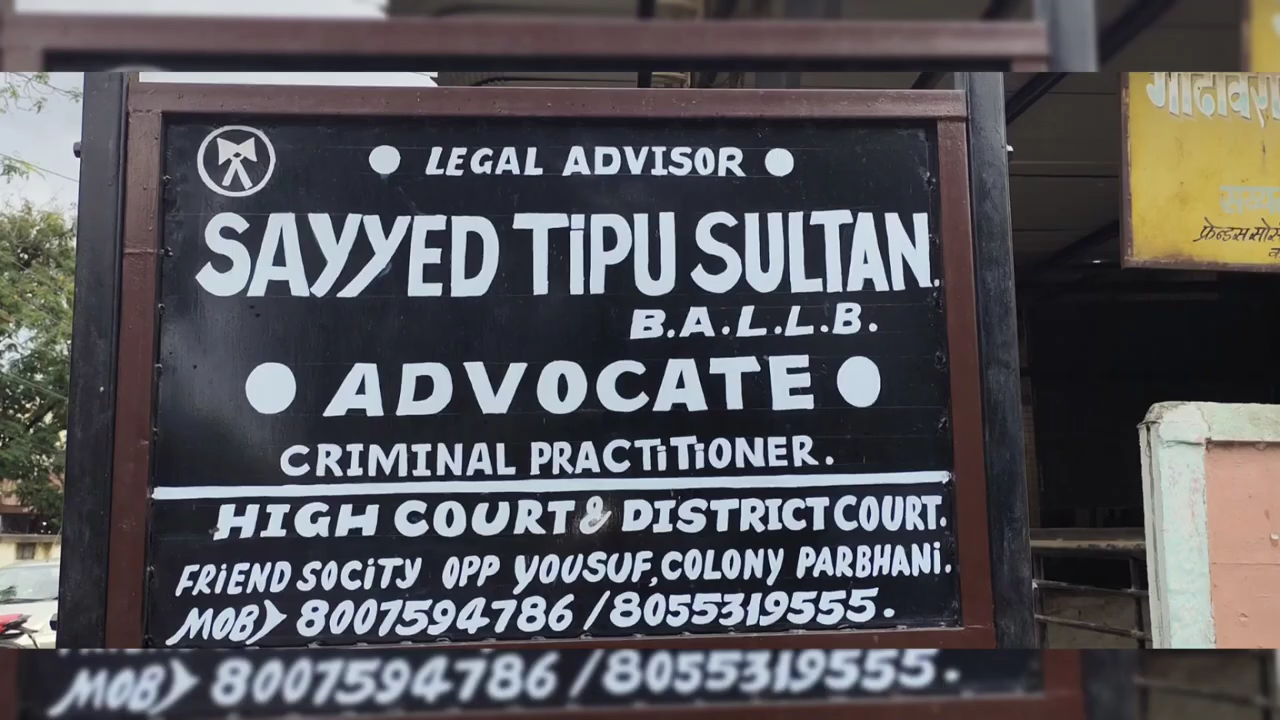 LEGAL ADVISOR
SAYYED TiPU SULTAN.
B.A.L.L.B.
ADVOCATE
CRIMINAL PRACTiTiONER.
HIGH COURT & DISTRICT COURT.
FRiEND SOCiTY OPP YOUSUF, COLONY PARBHANi.
MOB> 8007594786 / 8055319555.
MOB> 8007594786 / 8055319555.